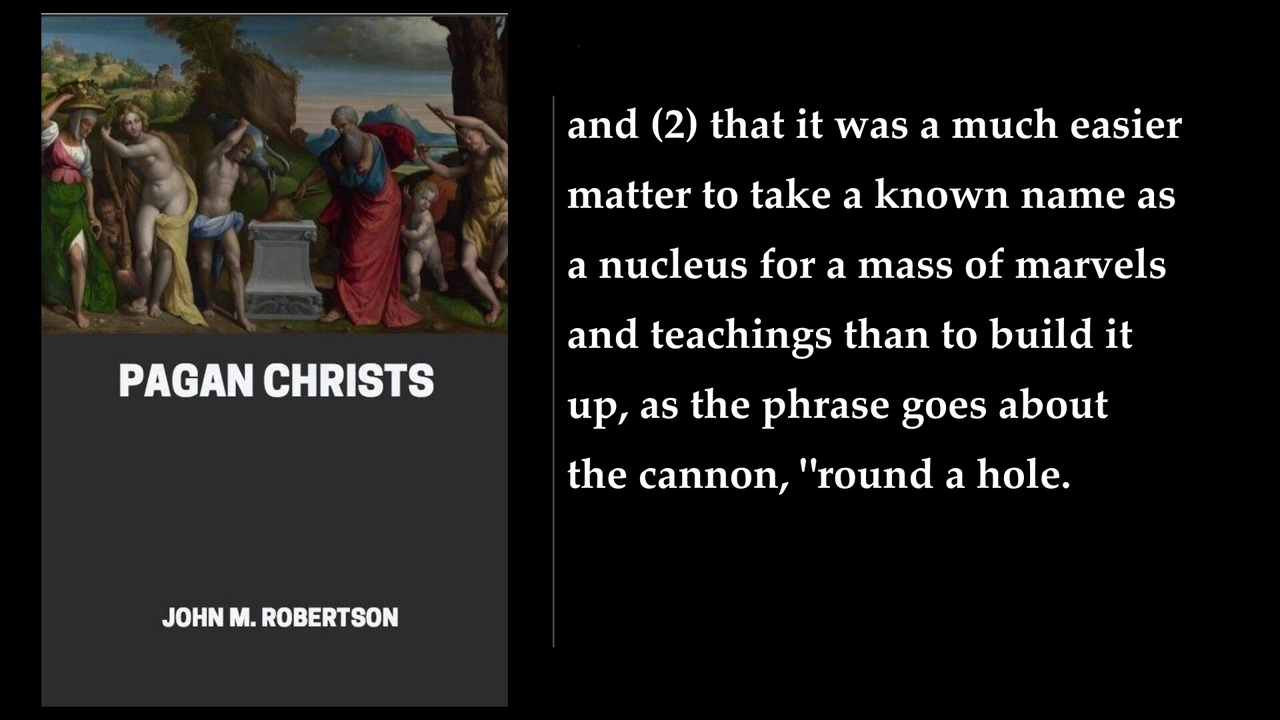 PAGAN CHRISTS
JOHN M. ROBERTSON
and (2) that it was a much easier
matter to take a known name as
a nucleus for a mass of marvels
and teachings than to build it
up, as the phrase goes about
the cannon, "round a hole.